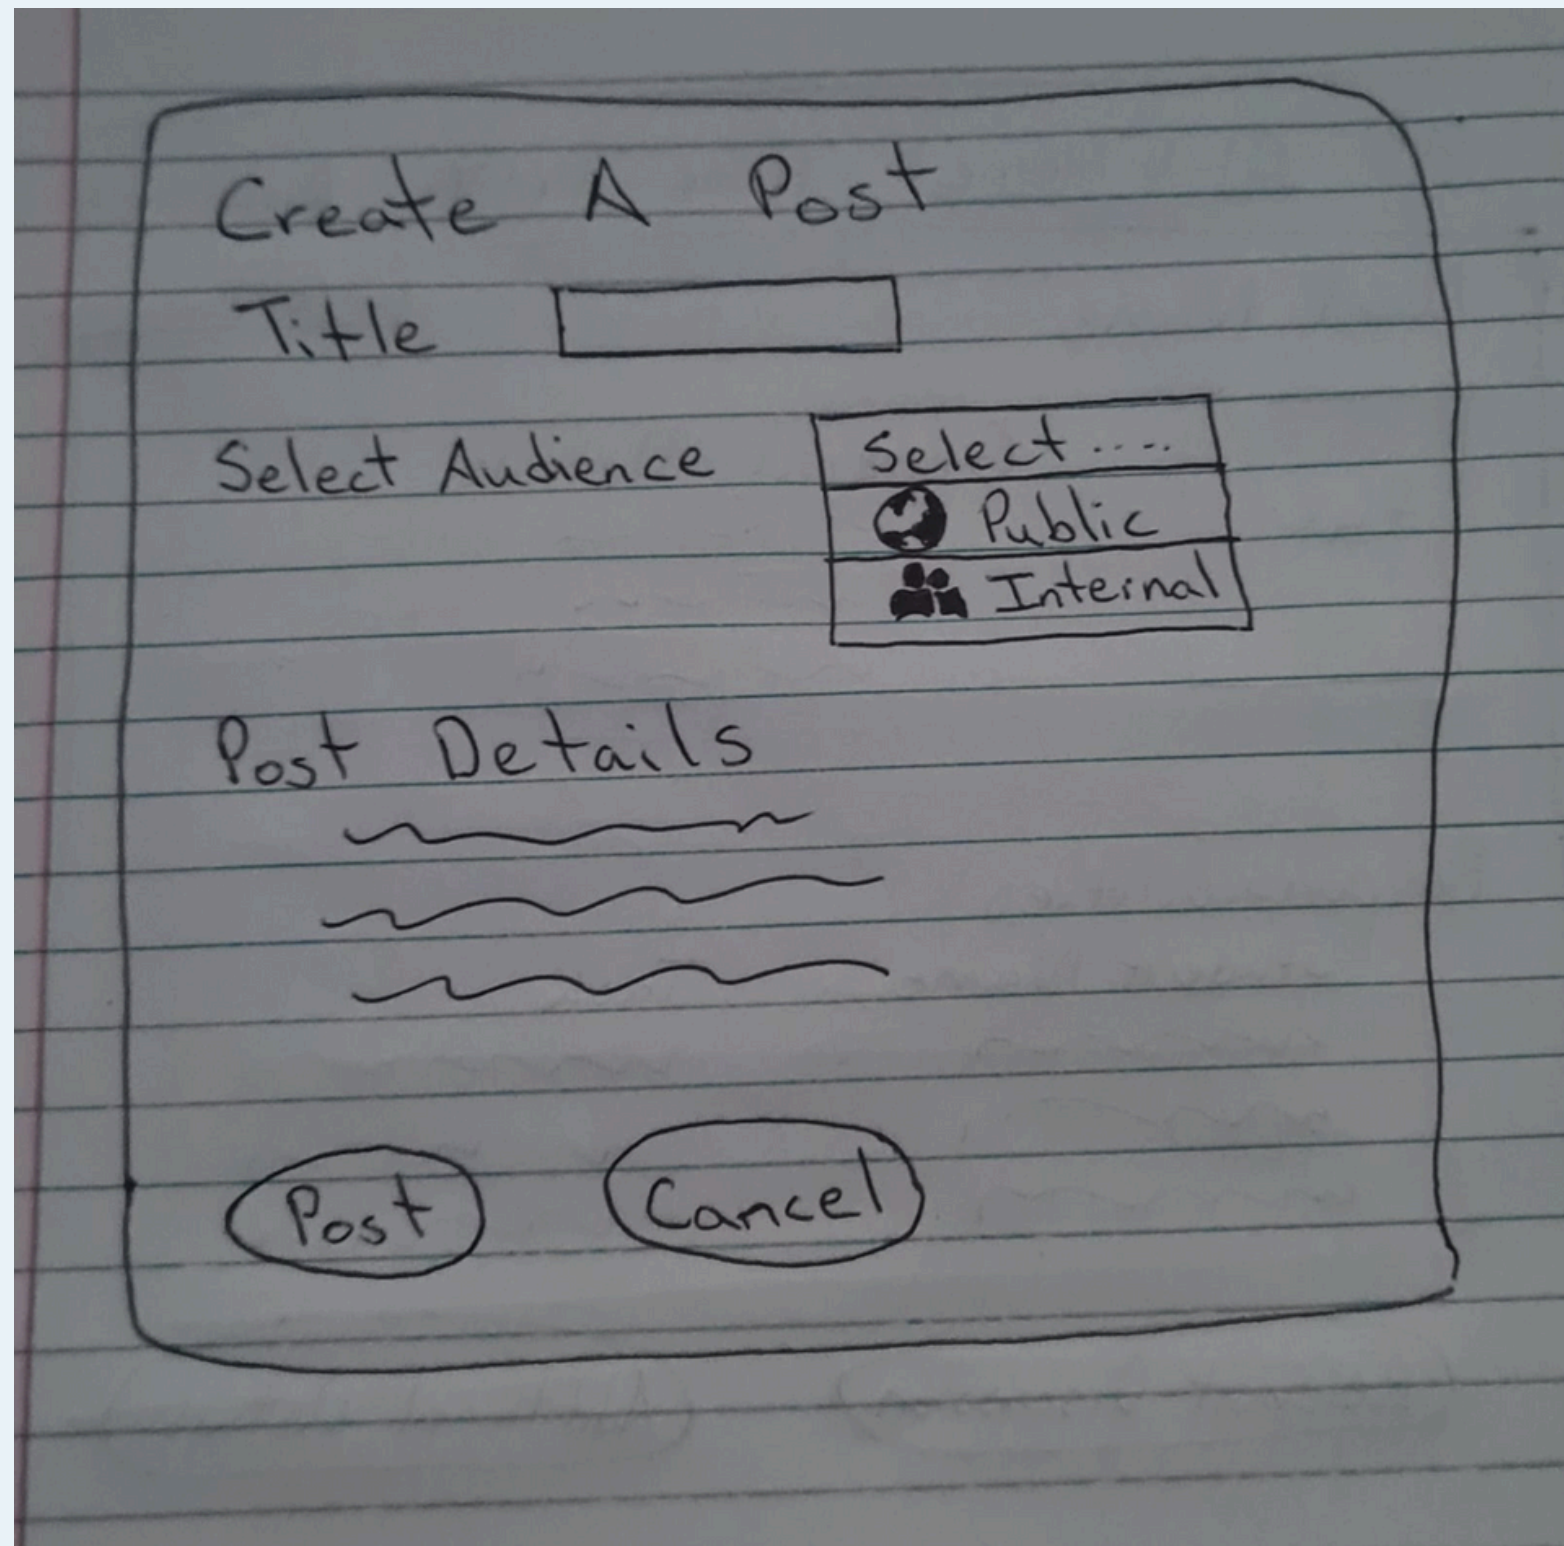 Create A Post
Title
Select Audience
Select ....
Public
Internal
Post Details
Post
Cancel